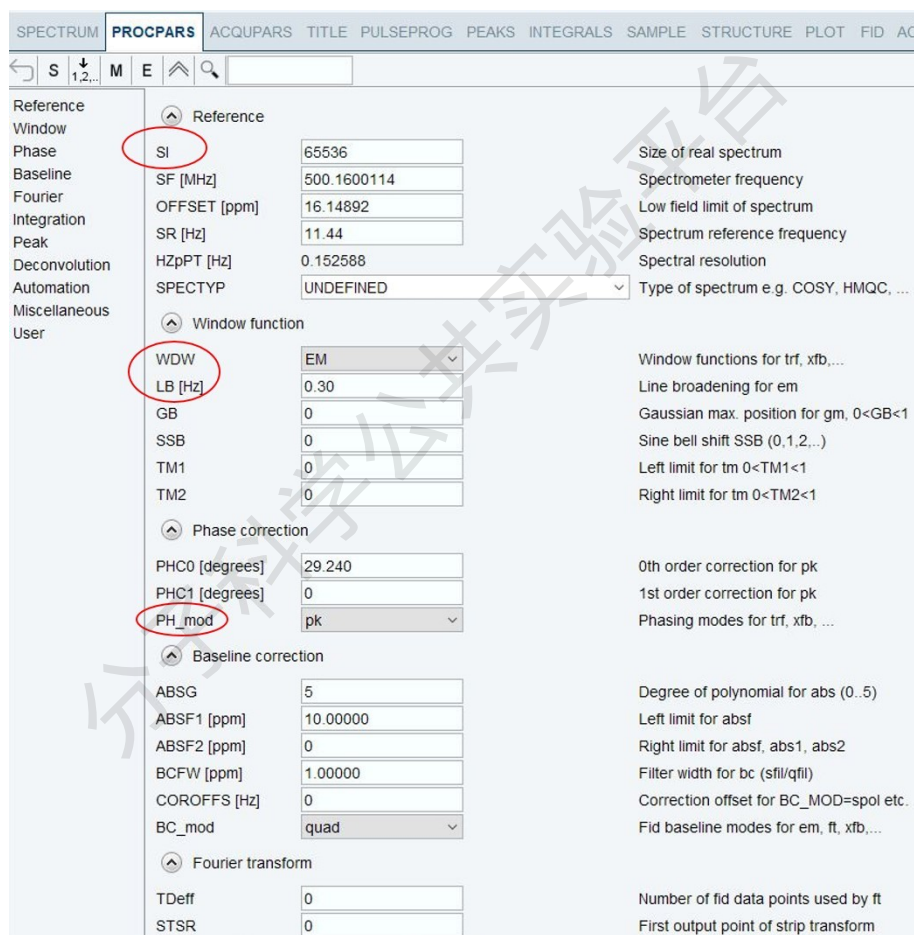 SPECTRUM PROCPARS ACQUPARS TITLE PULSEPROG PEAKS INTEGRALS SAMPLE STRUCTURE PLOT FID AC
S 1,2,.. M E
Reference
Window
Phase
Baseline
Fourier
Integration
Peak
Deconvolution
Automation
Miscellaneous
User
Reference
SI 65536 Size of real spectrum
SF [MHz] 500.1600114 Spectrometer frequency
OFFSET [ppm] 16.14892 Low field limit of spectrum
SR [Hz] 11.44 Spectrum reference frequency
HZpPT [Hz] 0.152588 Spectral resolution
SPECTYP UNDEFINED Type of spectrum e.g. COSY, HMQC, ...
Window function
WDW EM Window functions for trf, xfb,...
LB [Hz] 0.30 Line broadening for em
GB 0 Gaussian max. position for gm, 0<GB<1
SSB 0 Sine bell shift SSB (0,1,2,..)
TM1 0 Left limit for tm 0<TM1<1
TM2 0 Right limit for tm 0<TM2<1
Phase correction
PHC0 [degrees] 29.240 0th order correction for pk
PHC1 [degrees] 0 1st order correction for pk
PH_mod pk Phasing modes for trf, xfb, ...
Baseline correction
ABSG 5 Degree of polynomial for abs (0..5)
ABSF1 [ppm] 10.00000 Left limit for absf
ABSF2 [ppm] 0 Right limit for absf, abs1, abs2
BCFW [ppm] 1.00000 Filter width for bc (sfil/qfil)
COROFFS [Hz] 0 Correction offset for BC_MOD=spol etc.
BC_mod quad Fid baseline modes for em, ft, xfb,...
Fourier transform
TDeff 0 Number of fid data points used by ft
STSR 0 First output point of strip transform
分子科学公共实验平台